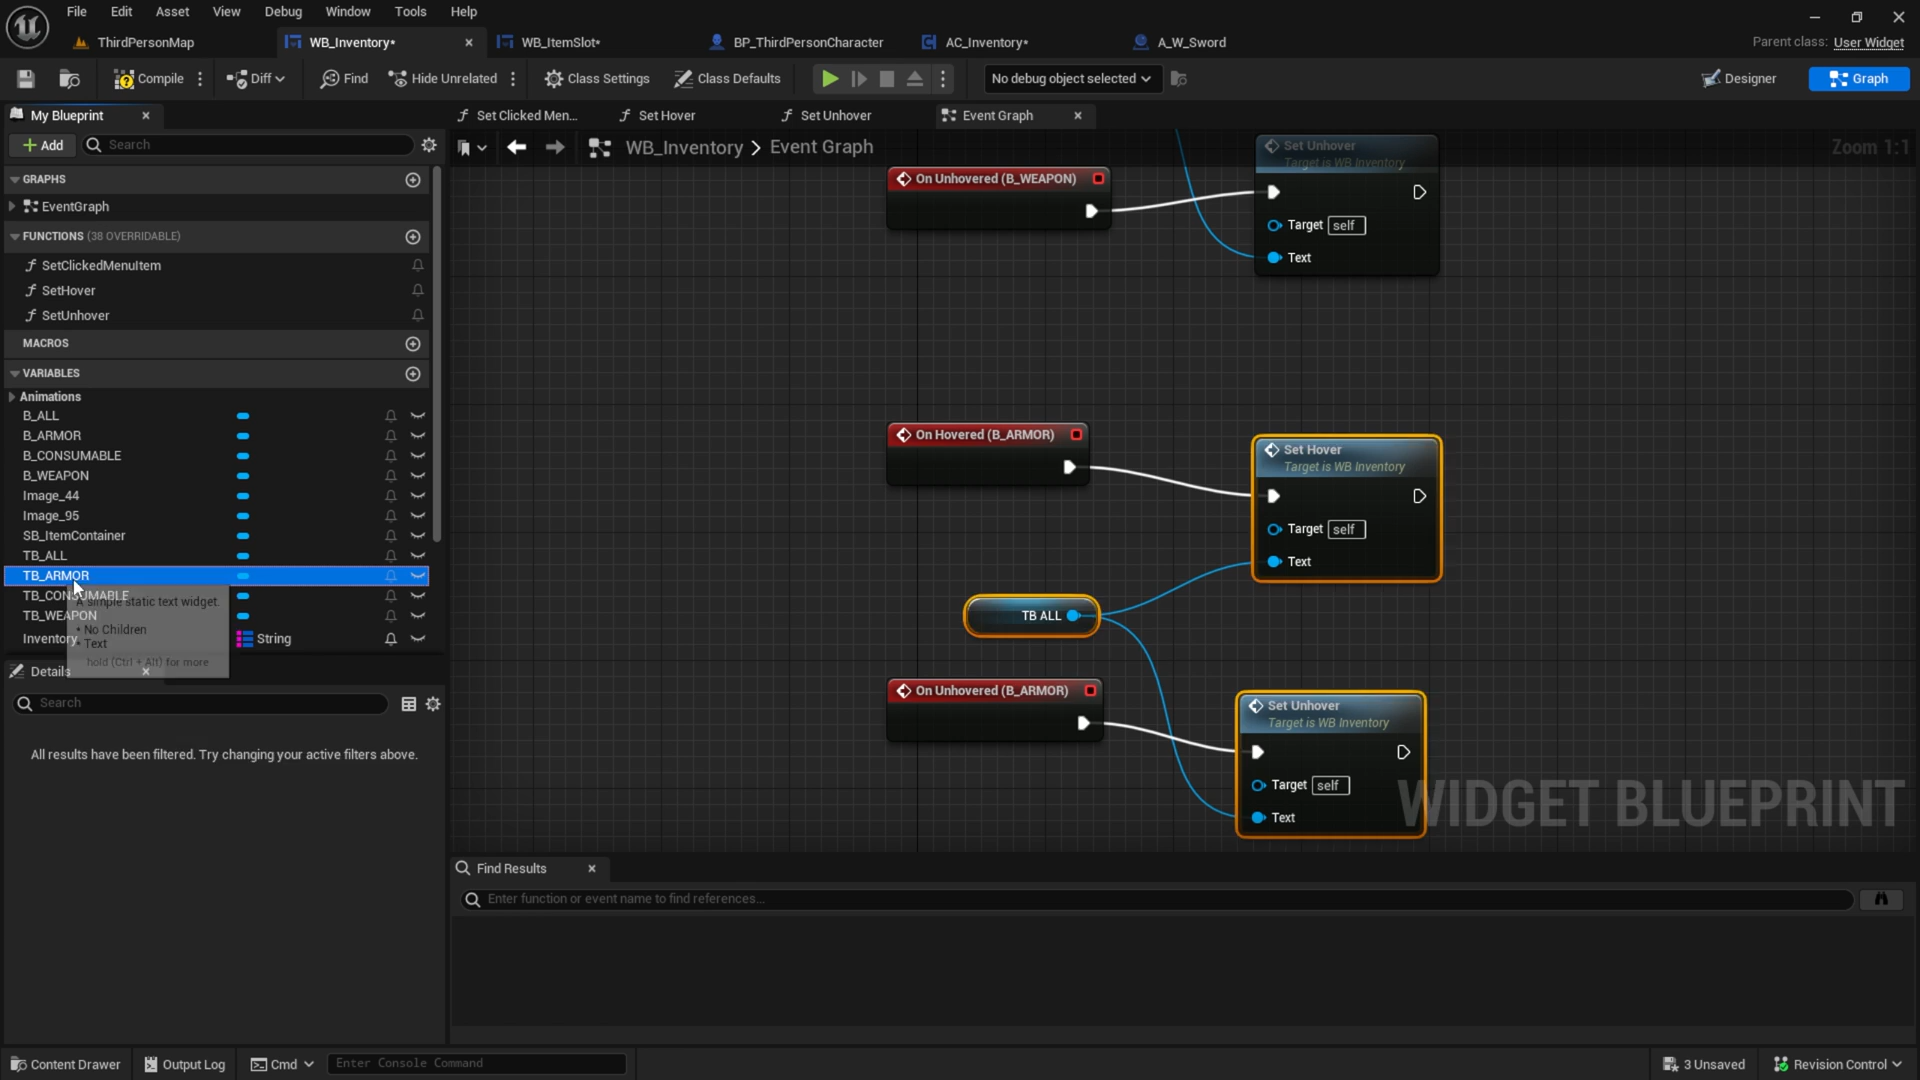 File Edit Asset View Debug Window Tools Help
ThirdPersonMap WB_Inventory* WB_ItemSlot* BP_ThirdPersonCharacter AC_Inventory* A_W_Sword Parent class: User Widget
Compile Diff Find Hide Unrelated Class Settings Class Defaults No debug object selected Designer Graph
My Blueprint Set Clicked Men... Set Hover Set Unhover Event Graph
Add Search
WB_Inventory > Event Graph
Zoom 1:1
GRAPHS
EventGraph
FUNCTIONS (38 OVERRIDABLE)
SetClickedMenuItem
SetHover
SetUnhover
MACROS
VARIABLES
Animations
B_ALL
B_ARMOR
B_CONSUMABLE
B_WEAPON
Image_44
Image_95
SB_ItemContainer
TB_ALL
TB_ARMOR
TB_CONSUMABLE
TB_WEAPON
Inventory String
A simple static text widget.
• No Children
• Text
hold (Ctrl + Alt) for more
Details
Search
All results have been filtered. Try changing your active filters above.
Set Unhover
Target is WB Inventory
Target self
Text
On Unhovered (B_WEAPON)
On Hovered (B_ARMOR)
Set Hover
Target is WB Inventory
Target self
Text
TB ALL
On Unhovered (B_ARMOR)
Set Unhover
Target is WB Inventory
Target self
Text
WIDGET BLUEPRINT
Find Results
Enter function or event name to find references...
Content Drawer Output Log Cmd Enter Console Command 3 Unsaved Revision Control